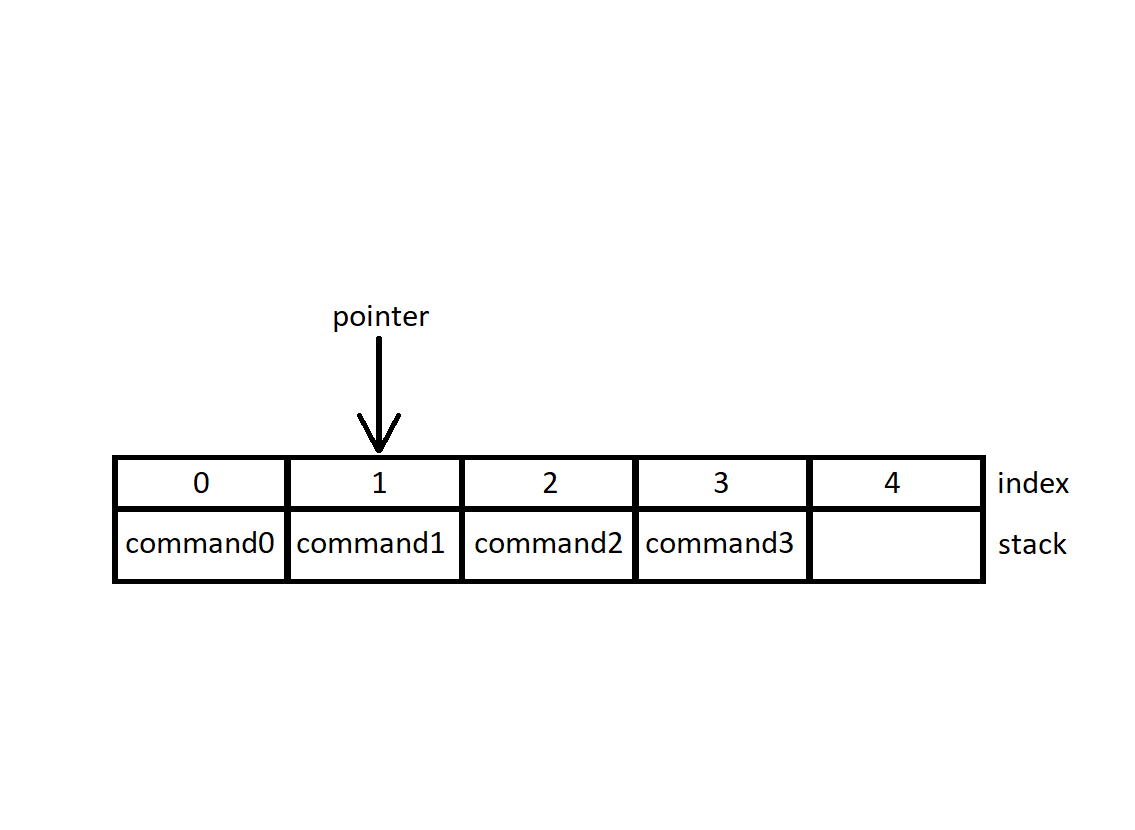 pointer
0 1 2 3 4 index
command0 command1 command2 command3 stack